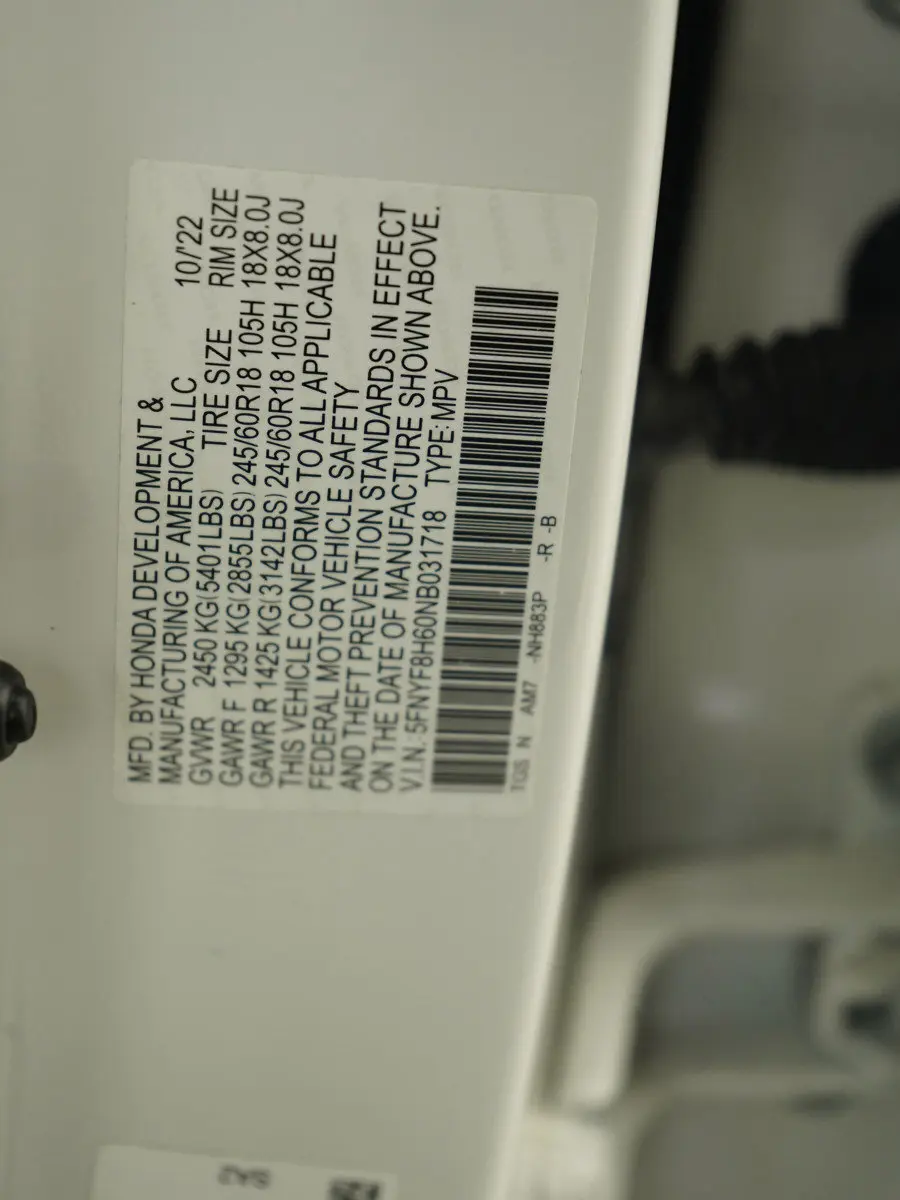 MFD. BY HONDA DEVELOPMENT &
MANUFACTURING OF AMERICA, LLC 10/'22
GVWR 2450 KG(5401LBS) TIRE SIZE RIM SIZE
GAWR F 1295 KG(2855LBS) 245/60R18 105H 18X8.0J
GAWR R 1425 KG(3142LBS) 245/60R18 105H 18X8.0J
THIS VEHICLE CONFORMS TO ALL APPLICABLE
FEDERAL MOTOR VEHICLE SAFETY
AND THEFT PREVENTION STANDARDS IN EFFECT
ON THE DATE OF MANUFACTURE SHOWN ABOVE.
V.I.N.: 5FNYF8H60NB031718 TYPE: MPV
TGS N AM7 -NH883P -R -B